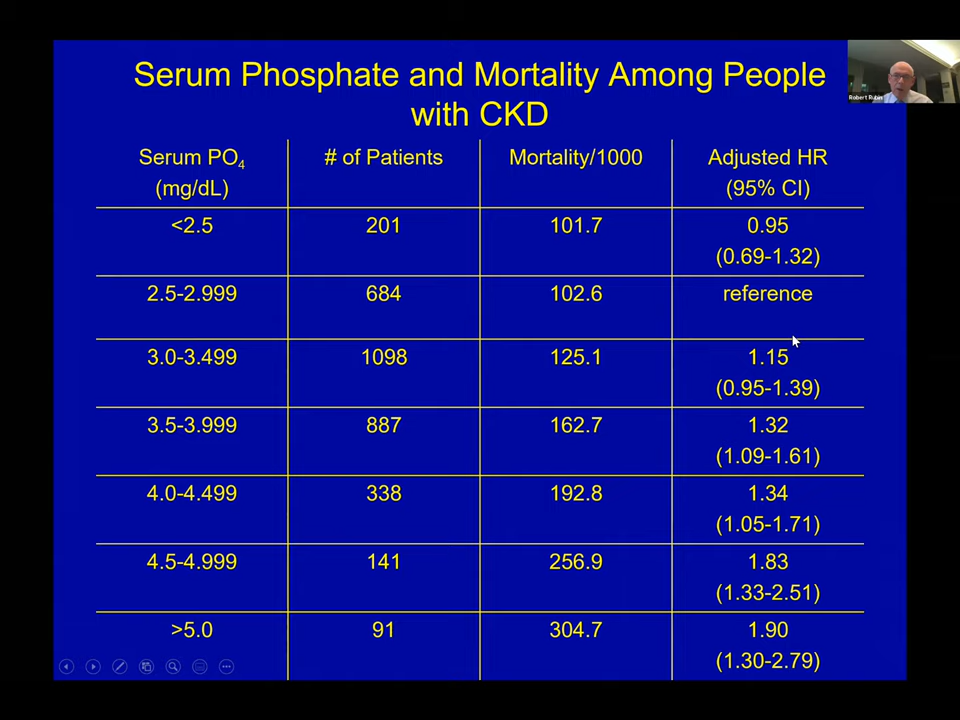 Serum Phosphate and Mortality Among People
with CKD
Robert Rubin
Serum PO4 # of Patients Mortality/1000 Adjusted HR
(mg/dL) (95% CI)
<2.5 201 101.7 0.95
(0.69-1.32)
2.5-2.999 684 102.6 reference
3.0-3.499 1098 125.1 1.15
(0.95-1.39)
3.5-3.999 887 162.7 1.32
(1.09-1.61)
4.0-4.499 338 192.8 1.34
(1.05-1.71)
4.5-4.999 141 256.9 1.83
(1.33-2.51)
>5.0 91 304.7 1.90
(1.30-2.79)